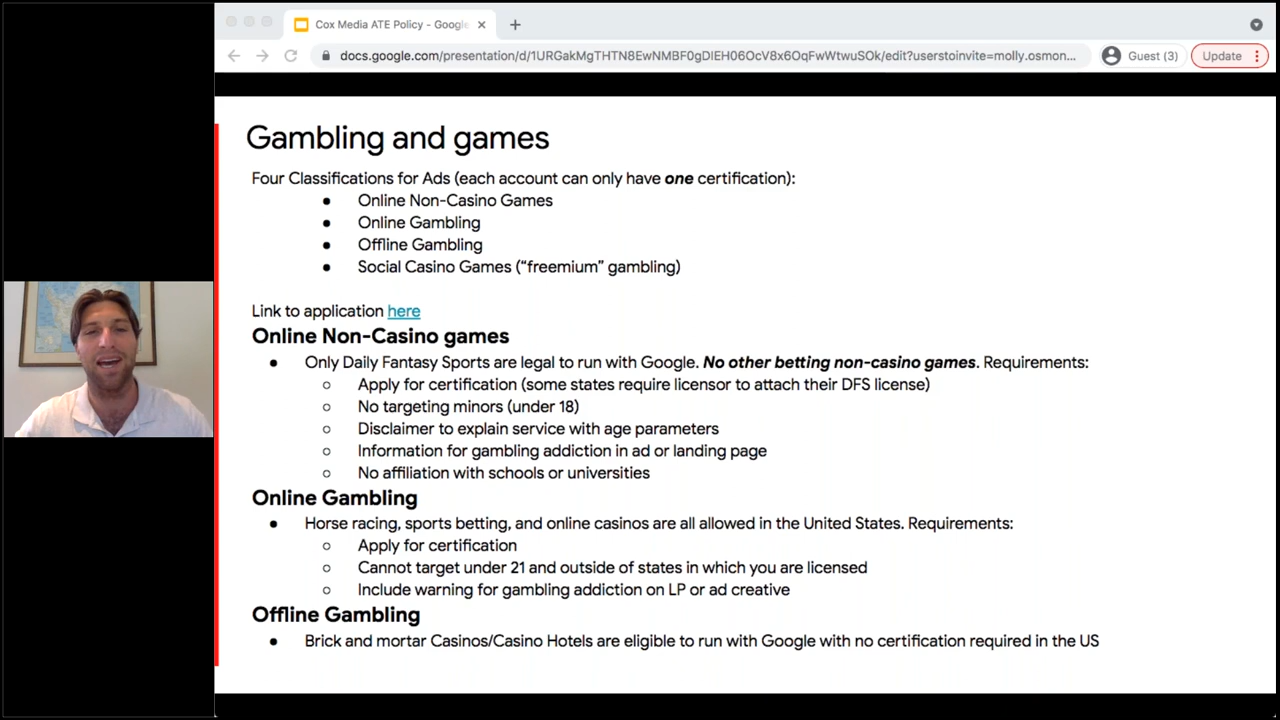 Cox Media ATE Policy - Google
docs.google.com/presentation/d/1URGakMgTHTN8EwNMBF0gDlEH06OcV8x6OqFwWtwuSOk/edit?userstoinvite=molly.osmon...
Guest (3)
Update
Gambling and games
Four Classifications for Ads (each account can only have one certification):
● Online Non-Casino Games
● Online Gambling
● Offline Gambling
● Social Casino Games (“freemium” gambling)
Link to application here
Online Non-Casino games
● Only Daily Fantasy Sports are legal to run with Google. No other betting non-casino games. Requirements:
○ Apply for certification (some states require licensor to attach their DFS license)
○ No targeting minors (under 18)
○ Disclaimer to explain service with age parameters
○ Information for gambling addiction in ad or landing page
○ No affiliation with schools or universities
Online Gambling
● Horse racing, sports betting, and online casinos are all allowed in the United States. Requirements:
○ Apply for certification
○ Cannot target under 21 and outside of states in which you are licensed
○ Include warning for gambling addiction on LP or ad creative
Offline Gambling
● Brick and mortar Casinos/Casino Hotels are eligible to run with Google with no certification required in the US